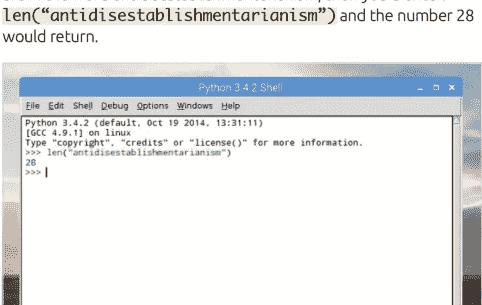 len(“antidisestablishmentarianism”) and the number 28
would return.
Python 3.4.2 Shell
File Edit Shell Debug Options Windows Help
Python 3.4.2 (default, Oct 19 2014, 13:31:11)
[GCC 4.9.1] on linux
Type "copyright", "credits" or "license()" for more information.
>>> len("antidisestablishmentarianism")
28
>>>